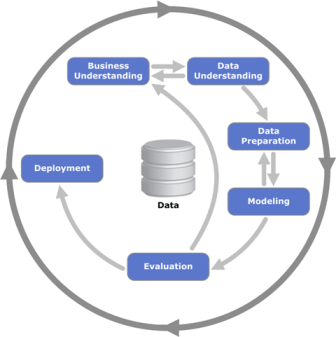 Business
Understanding
Data
Understanding
Data
Preparation
Deployment
Data
Modeling
Evaluation